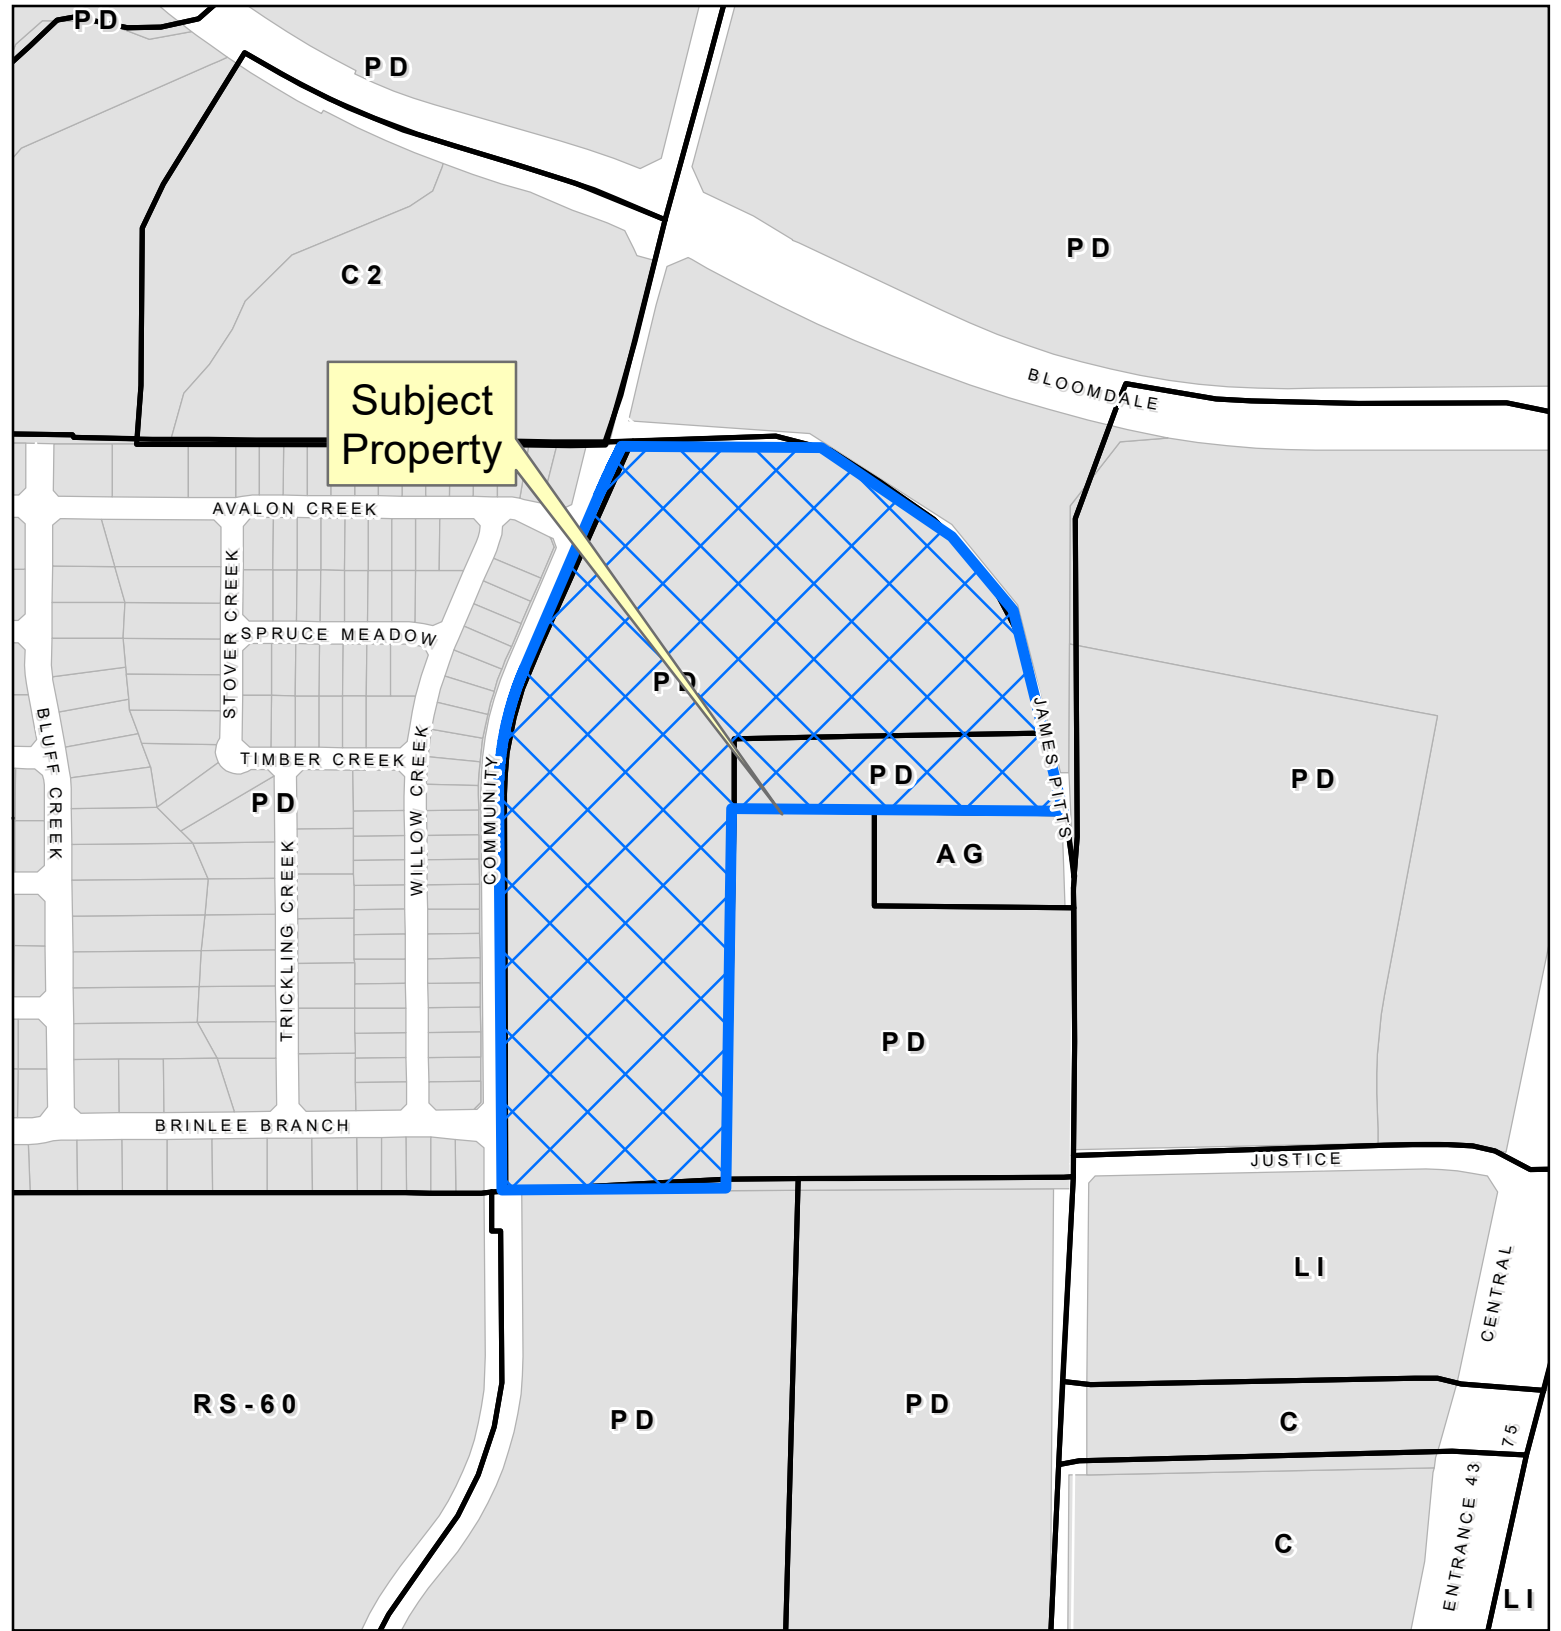 PD
PD
PD
C2
BLOOMDALE
Subject
Property
AVALON CREEK
STOVER CREEK
SPRUCE MEADOW
PD
JAMES PITTS
BLUFF CREEK
TIMBER CREEK
WILLOW CREEK
COMMUNITY
PD
PD
PD
AG
TRICKLING CREEK
PD
BRINLEE BRANCH
JUSTICE
LI
CENTRAL
RS-60
PD
PD
C
75
ENTRANCE 43
C
LI